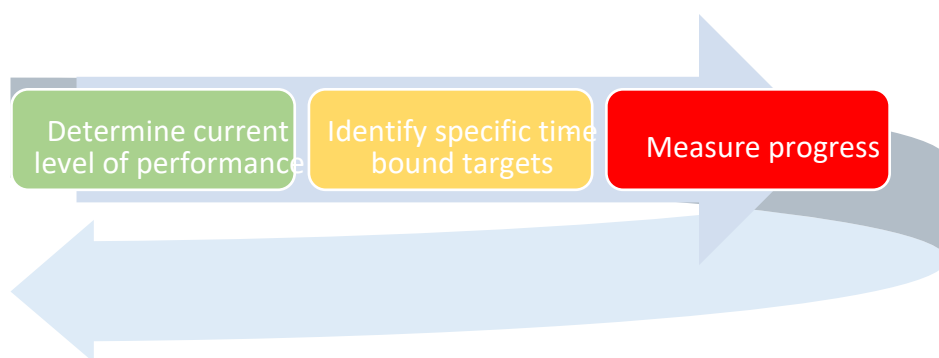 Determine current
level of performance
Identify specific time-
bound targets
Measure progress